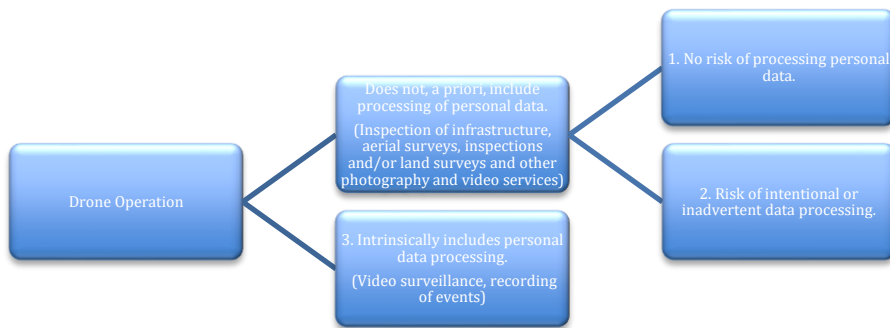 Drone Operation
Does not, a priori, include
processing of personal data.
(Inspection of infrastructure,
aerial surveys, inspections
and/or land surveys and other
photography and video services)
3. Intrinsically includes personal
data processing.
(Video surveillance, recording
of events)
1. No risk of processing personal
data.
2. Risk of intentional or
inadvertent data processing.